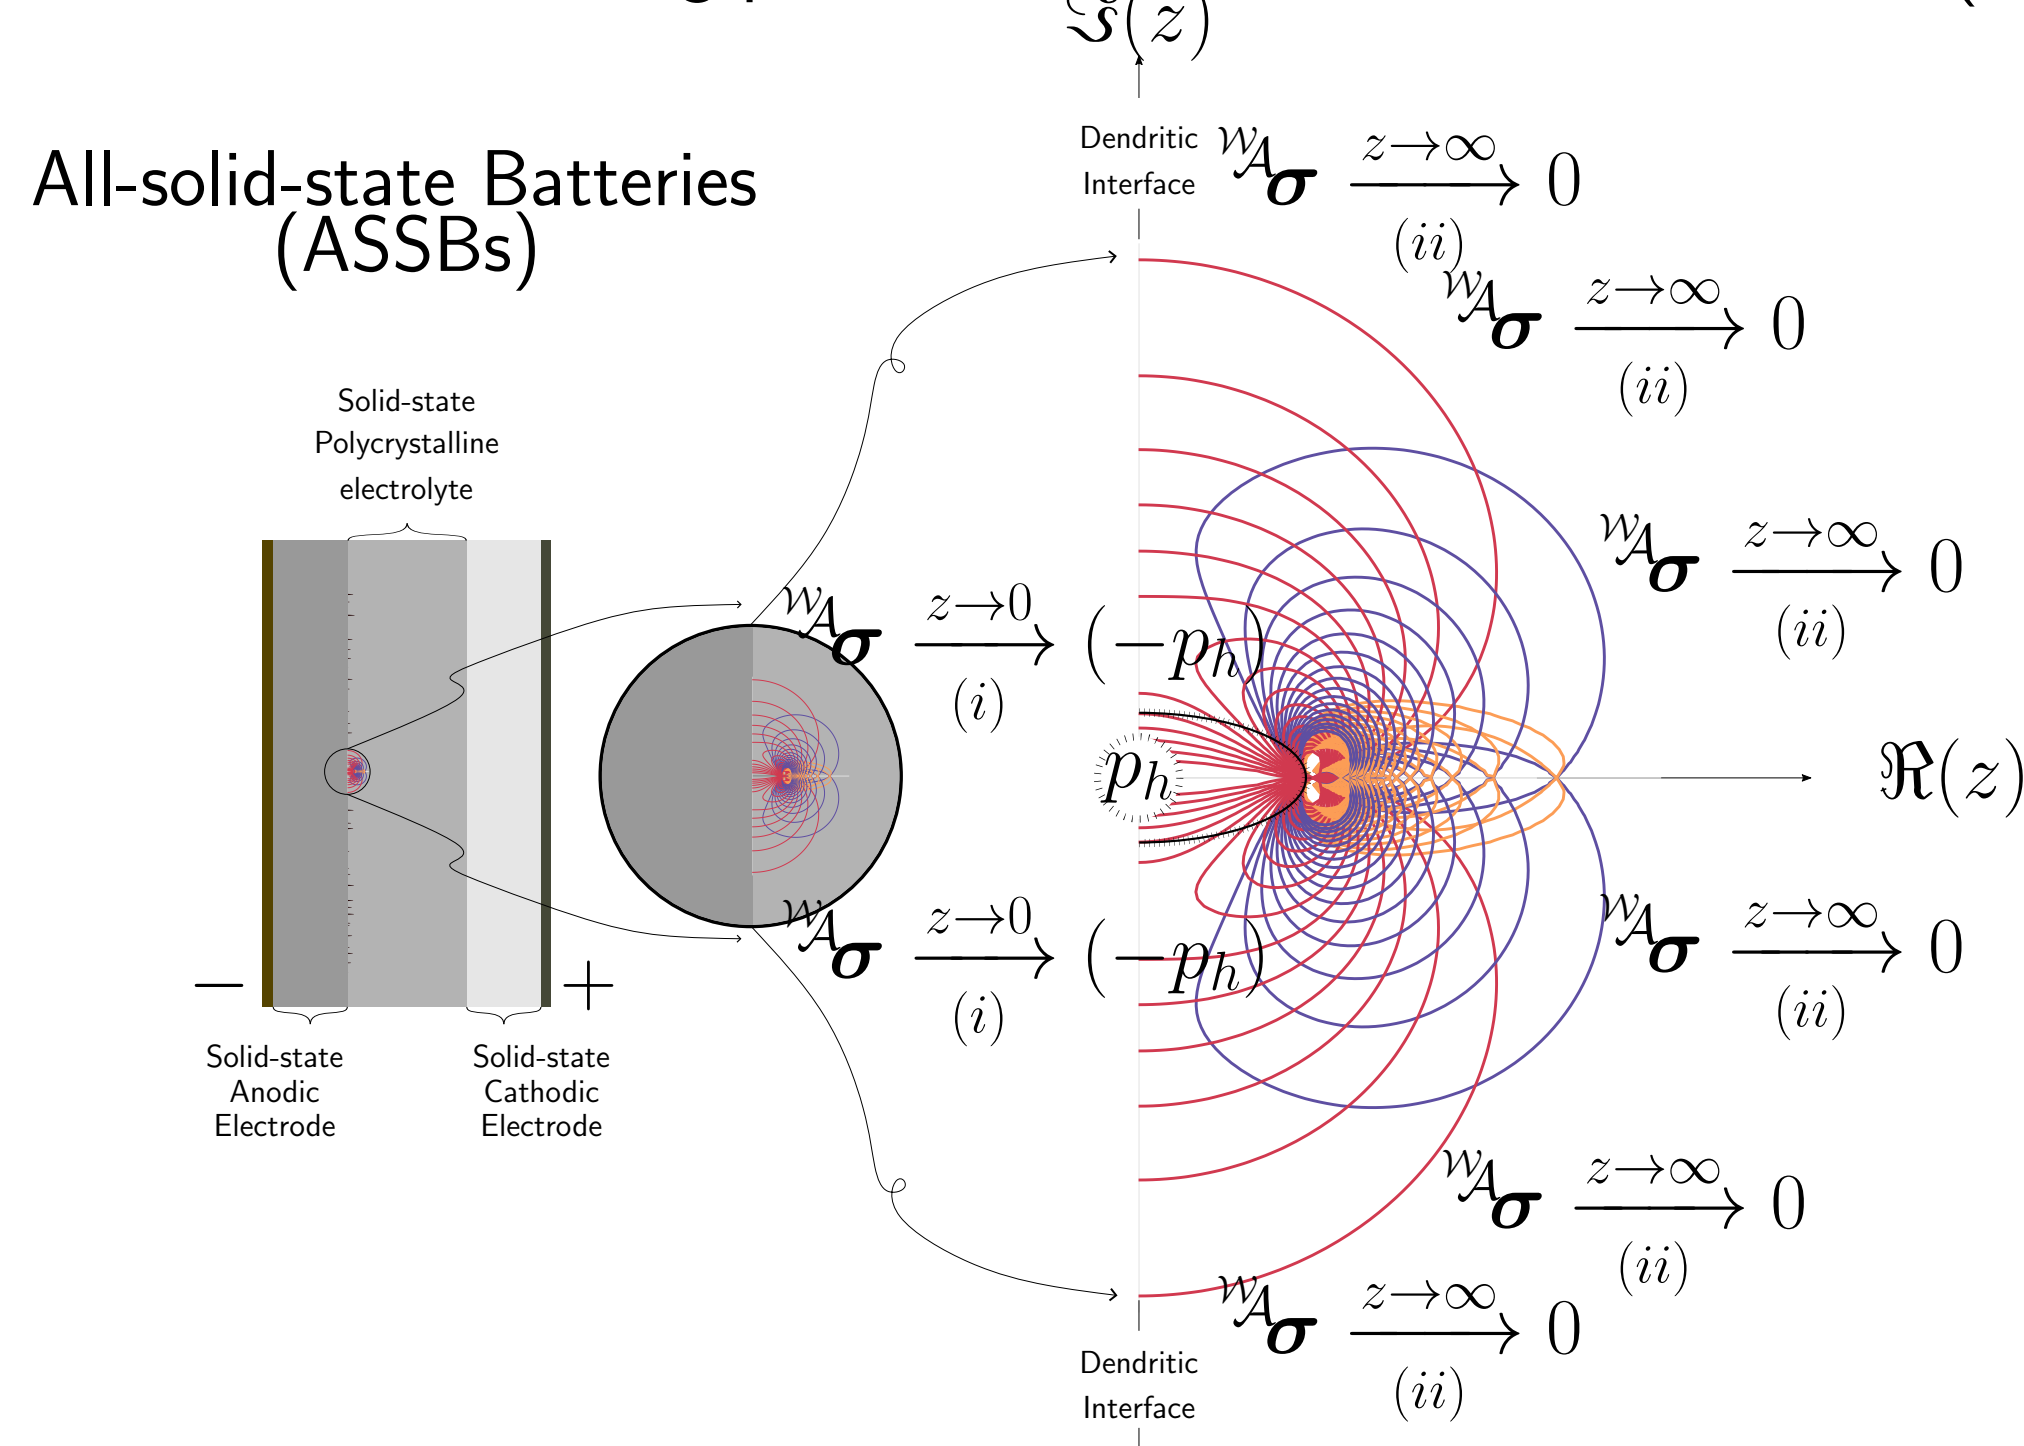 ℑ(z)
All-solid-state Batteries
(ASSBs)
Dendritic
Interface
𝒲𝒜σ z→∞ 0
(ii)
𝒲𝒜σ z→∞ 0
(ii)
Solid-state
Polycrystalline
electrolyte
𝒲𝒜σ z→∞ 0
(ii)
𝒲𝒜σ z→0 (−pₕ)
(i)
pₕ
ℜ(z)
𝒲𝒜σ z→0 (−pₕ)
(i)
𝒲𝒜σ z→∞ 0
(ii)
− +
Solid-state
Anodic
Electrode
Solid-state
Cathodic
Electrode
𝒲𝒜σ z→∞ 0
(ii)
𝒲𝒜σ z→∞ 0
(ii)
Dendritic
Interface